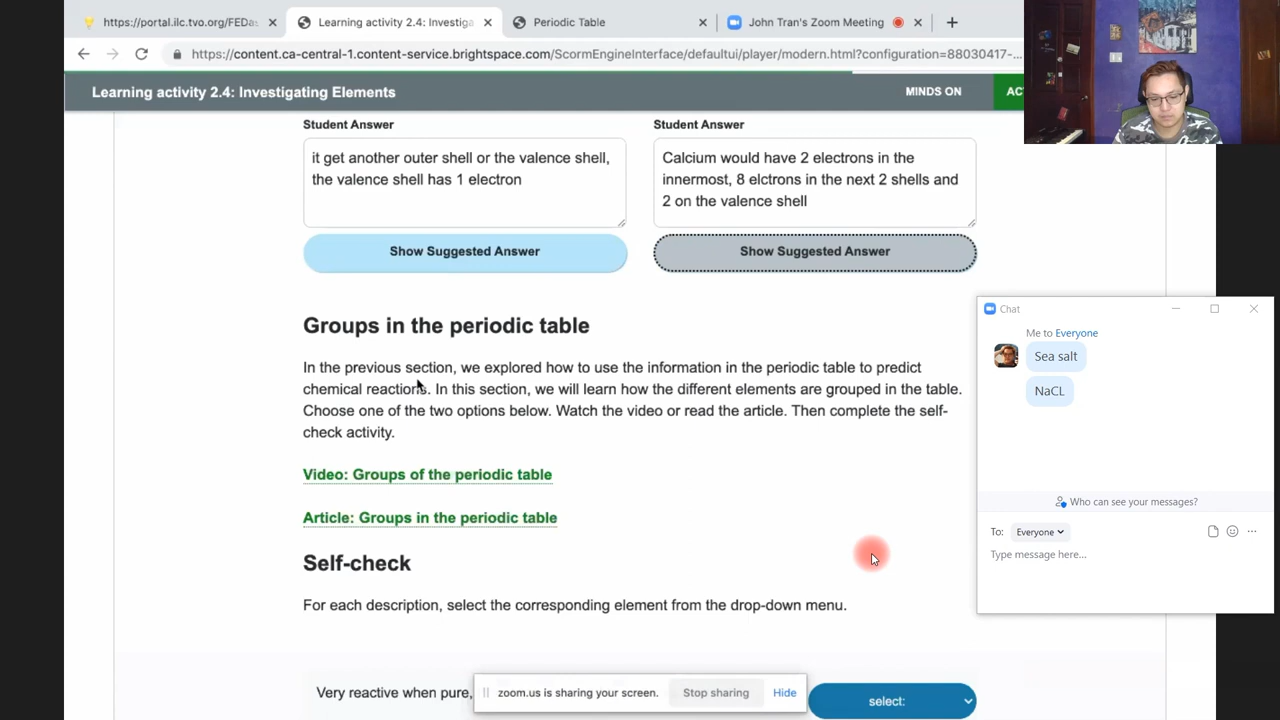 https://portal.ilc.tvo.org/FEDas
Learning activity 2.4: Investiga
Periodic Table
John Tran's Zoom Meeting
https://content.ca-central-1.content-service.brightspace.com/ScormEngineInterface/defaultui/player/modern.html?configuration=88030417-...
Learning activity 2.4: Investigating Elements
MINDS ON
AC
Student Answer
Student Answer
it get another outer shell or the valence shell,
the valence shell has 1 electron
Calcium would have 2 electrons in the
innermost, 8 elctrons in the next 2 shells and
2 on the valence shell
Show Suggested Answer
Show Suggested Answer
Groups in the periodic table
In the previous section, we explored how to use the information in the periodic table to predict
chemical reactions. In this section, we will learn how the different elements are grouped in the table.
Choose one of the two options below. Watch the video or read the article. Then complete the self-
check activity.
Video: Groups of the periodic table
Article: Groups in the periodic table
Self-check
For each description, select the corresponding element from the drop-down menu.
Very reactive when pure,
select:
zoom.us is sharing your screen.
Stop sharing
Hide
Chat
Me to Everyone
Sea salt
NaCL
Who can see your messages?
To: Everyone
Type message here...